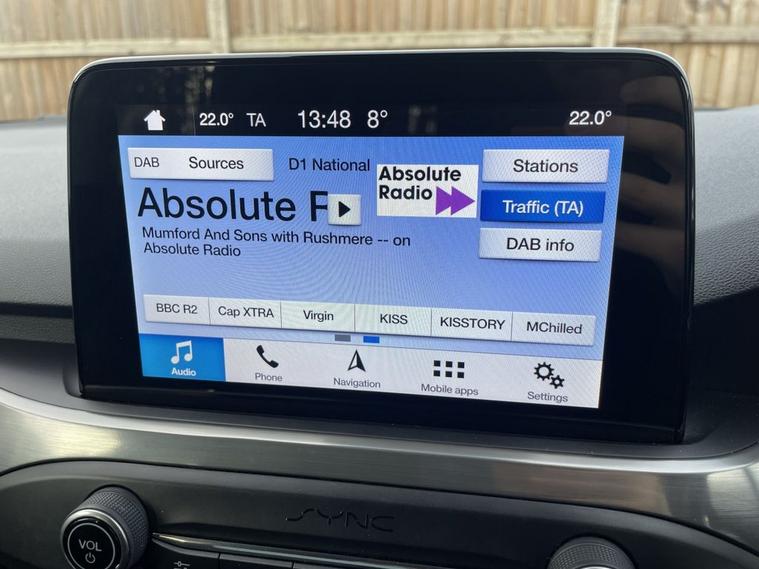 22.0° TA 13:48 8° 22.0°
DAB Sources D1 National Absolute Radio Stations
Absolute R Traffic (TA)
Mumford And Sons with Rushmere -- on
Absolute Radio
DAB info
BBC R2 Cap XTRA Virgin KISS KISSTORY MChilled
Audio Phone Navigation Mobile apps Settings
SYNC
VOL